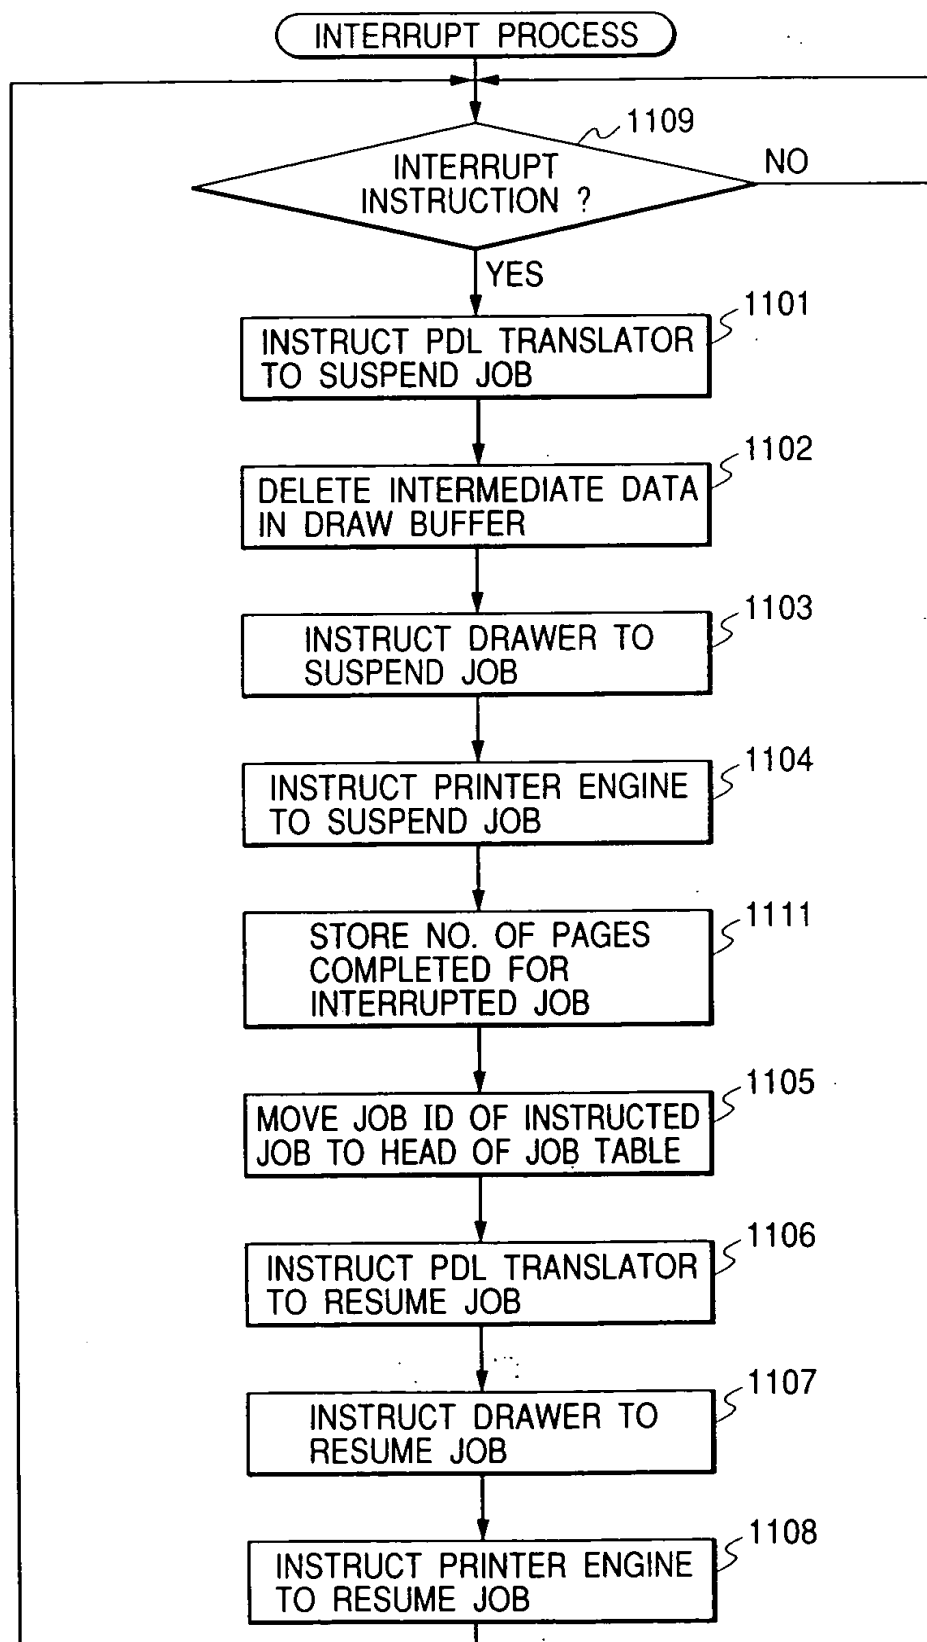 INTERRUPT PROCESS
1109
INTERRUPT
INSTRUCTION ?
NO
YES
1101
INSTRUCT PDL TRANSLATOR
TO SUSPEND JOB
1102
DELETE INTERMEDIATE DATA
IN DRAW BUFFER
1103
INSTRUCT DRAWER TO
SUSPEND JOB
1104
INSTRUCT PRINTER ENGINE
TO SUSPEND JOB
1111
STORE NO. OF PAGES
COMPLETED FOR
INTERRUPTED JOB
1105
MOVE JOB ID OF INSTRUCTED
JOB TO HEAD OF JOB TABLE
1106
INSTRUCT PDL TRANSLATOR
TO RESUME JOB
1107
INSTRUCT DRAWER TO
RESUME JOB
1108
INSTRUCT PRINTER ENGINE
TO RESUME JOB